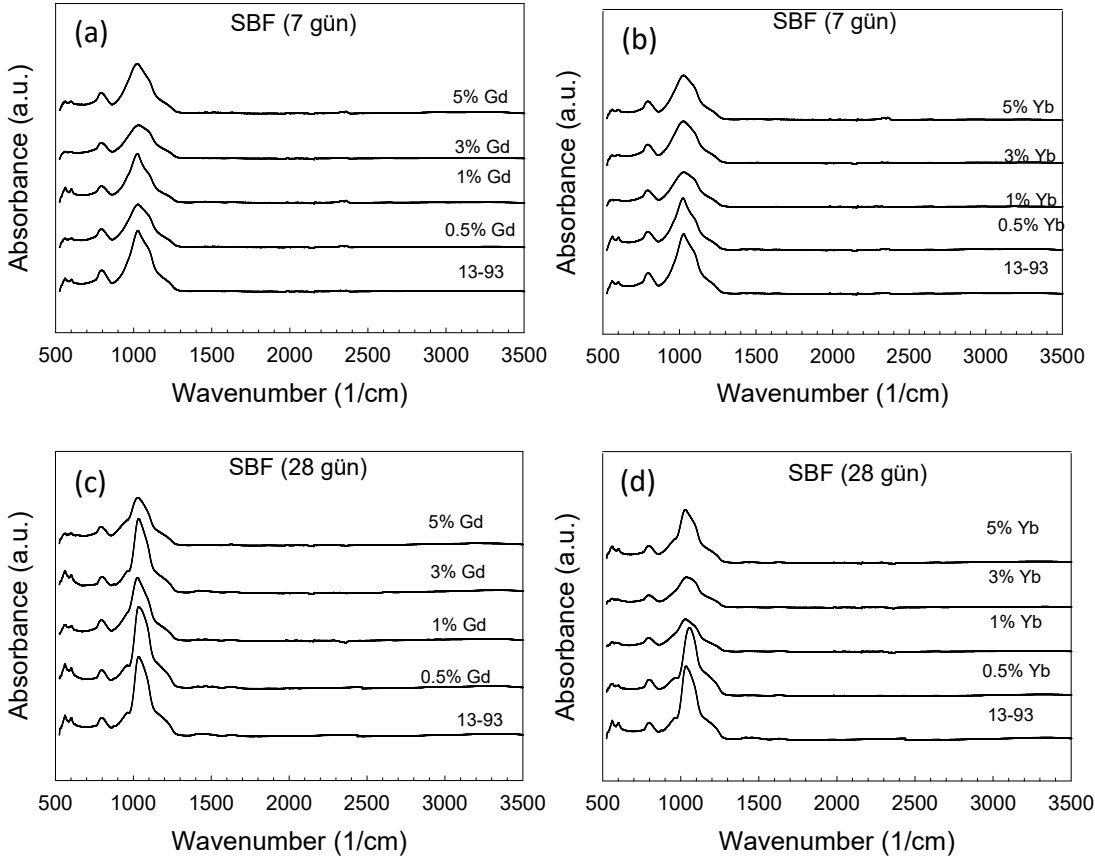 (a)
SBF (7 gün)
Absorbance (a.u.)
5% Gd
3% Gd
1% Gd
0.5% Gd
13-93
500 1000 1500 2000 2500 3000 3500
Wavenumber (1/cm)
(b)
SBF (7 gün)
Absorbance (a.u.)
5% Yb
3% Yb
1% Yb
0.5% Yb
13-93
500 1000 1500 2000 2500 3000 3500
Wavenumber (1/cm)
(c)
SBF (28 gün)
Absorbance (a.u.)
5% Gd
3% Gd
1% Gd
0.5% Gd
13-93
500 1000 1500 2000 2500 3000 3500
Wavenumber (1/cm)
(d)
SBF (28 gün)
Absorbance (a.u.)
5% Yb
3% Yb
1% Yb
0.5% Yb
13-93
500 1000 1500 2000 2500 3000 3500
Wavenumber (1/cm)